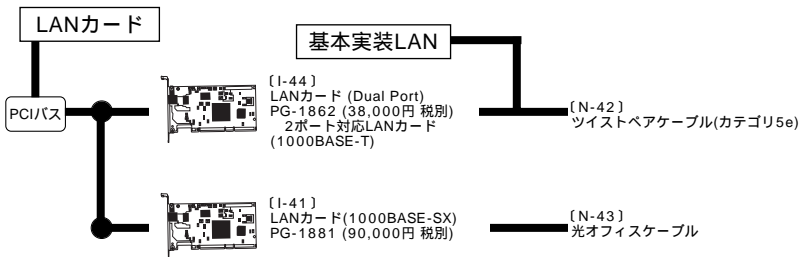 LANカード
基本実装LAN
PCIバス
〔I-44〕
LANカード (Dual Port)
PG-1862 (38,000円 税別)
2ポート対応LANカード
(1000BASE-T)
〔N-42〕
ツイストペアケーブル(カテゴリ5e)
〔I-41〕
LANカード(1000BASE-SX)
PG-1881 (90,000円 税別)
〔N-43〕
光オフィスケーブル